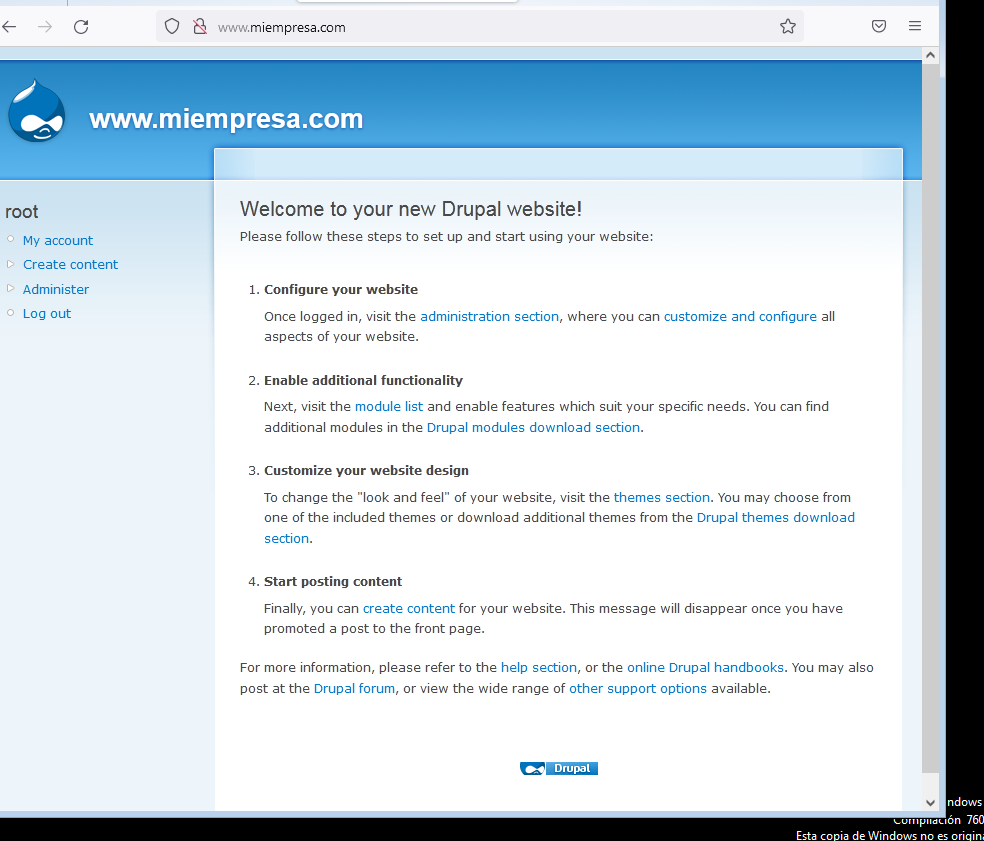 www.miempresa.com
www.miempresa.com
root
My account
Create content
Administer
Log out
Welcome to your new Drupal website!
Please follow these steps to set up and start using your website:
1. Configure your website
Once logged in, visit the administration section, where you can customize and configure all
aspects of your website.
2. Enable additional functionality
Next, visit the module list and enable features which suit your specific needs. You can find
additional modules in the Drupal modules download section.
3. Customize your website design
To change the "look and feel" of your website, visit the themes section. You may choose from
one of the included themes or download additional themes from the Drupal themes download
section.
4. Start posting content
Finally, you can create content for your website. This message will disappear once you have
promoted a post to the front page.
For more information, please refer to the help section, or the online Drupal handbooks. You may also
post at the Drupal forum, or view the wide range of other support options available.
Drupal
ndows
Compilación 760
Esta copia de Windows no es origina